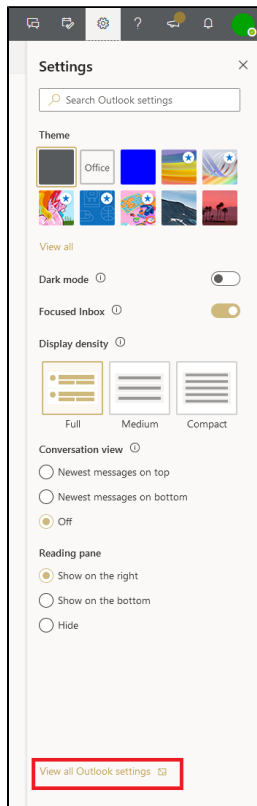 Settings
Search Outlook settings
Theme
Office
View all
Dark mode
Focused Inbox
Display density
Full Medium Compact
Conversation view
Newest messages on top
Newest messages on bottom
Off
Reading pane
Show on the right
Show on the bottom
Hide
View all Outlook settings